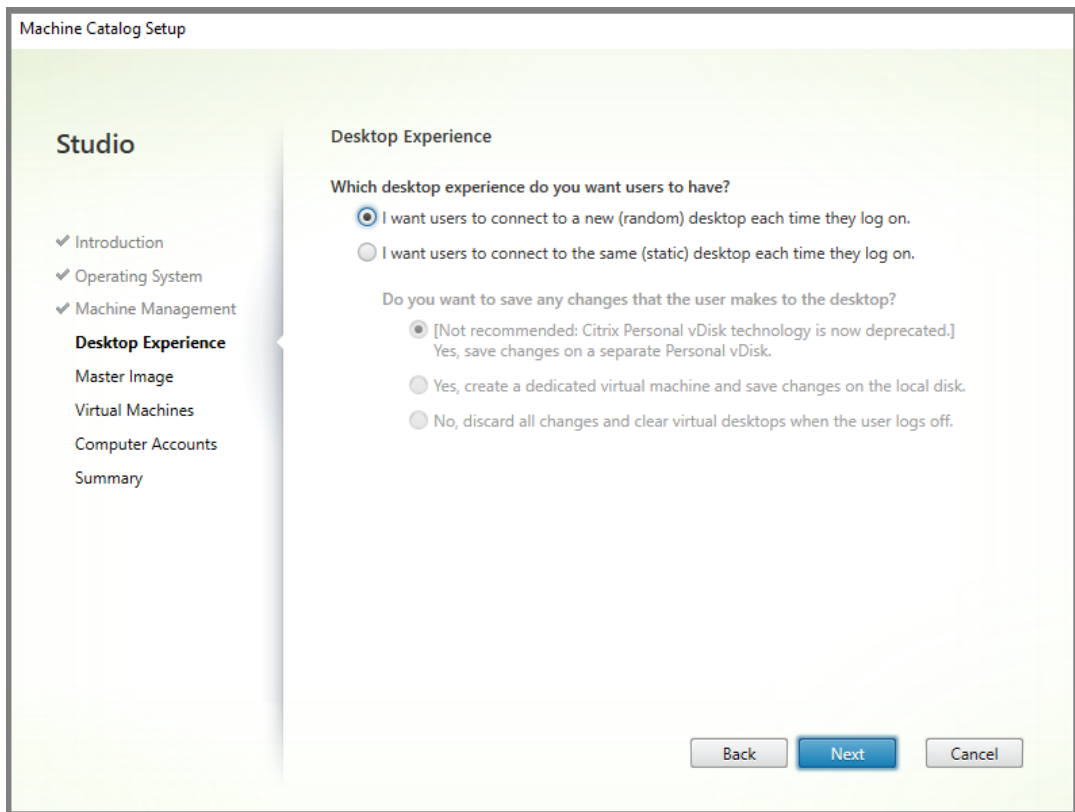 Machine Catalog Setup
Studio
Introduction
Operating System
Machine Management
Desktop Experience
Master Image
Virtual Machines
Computer Accounts
Summary
Desktop Experience
Which desktop experience do you want users to have?
I want users to connect to a new (random) desktop each time they log on.
I want users to connect to the same (static) desktop each time they log on.
Do you want to save any changes that the user makes to the desktop?
[Not recommended: Citrix Personal vDisk technology is now deprecated.]
Yes, save changes on a separate Personal vDisk.
Yes, create a dedicated virtual machine and save changes on the local disk.
No, discard all changes and clear virtual desktops when the user logs off.
Back
Next
Cancel